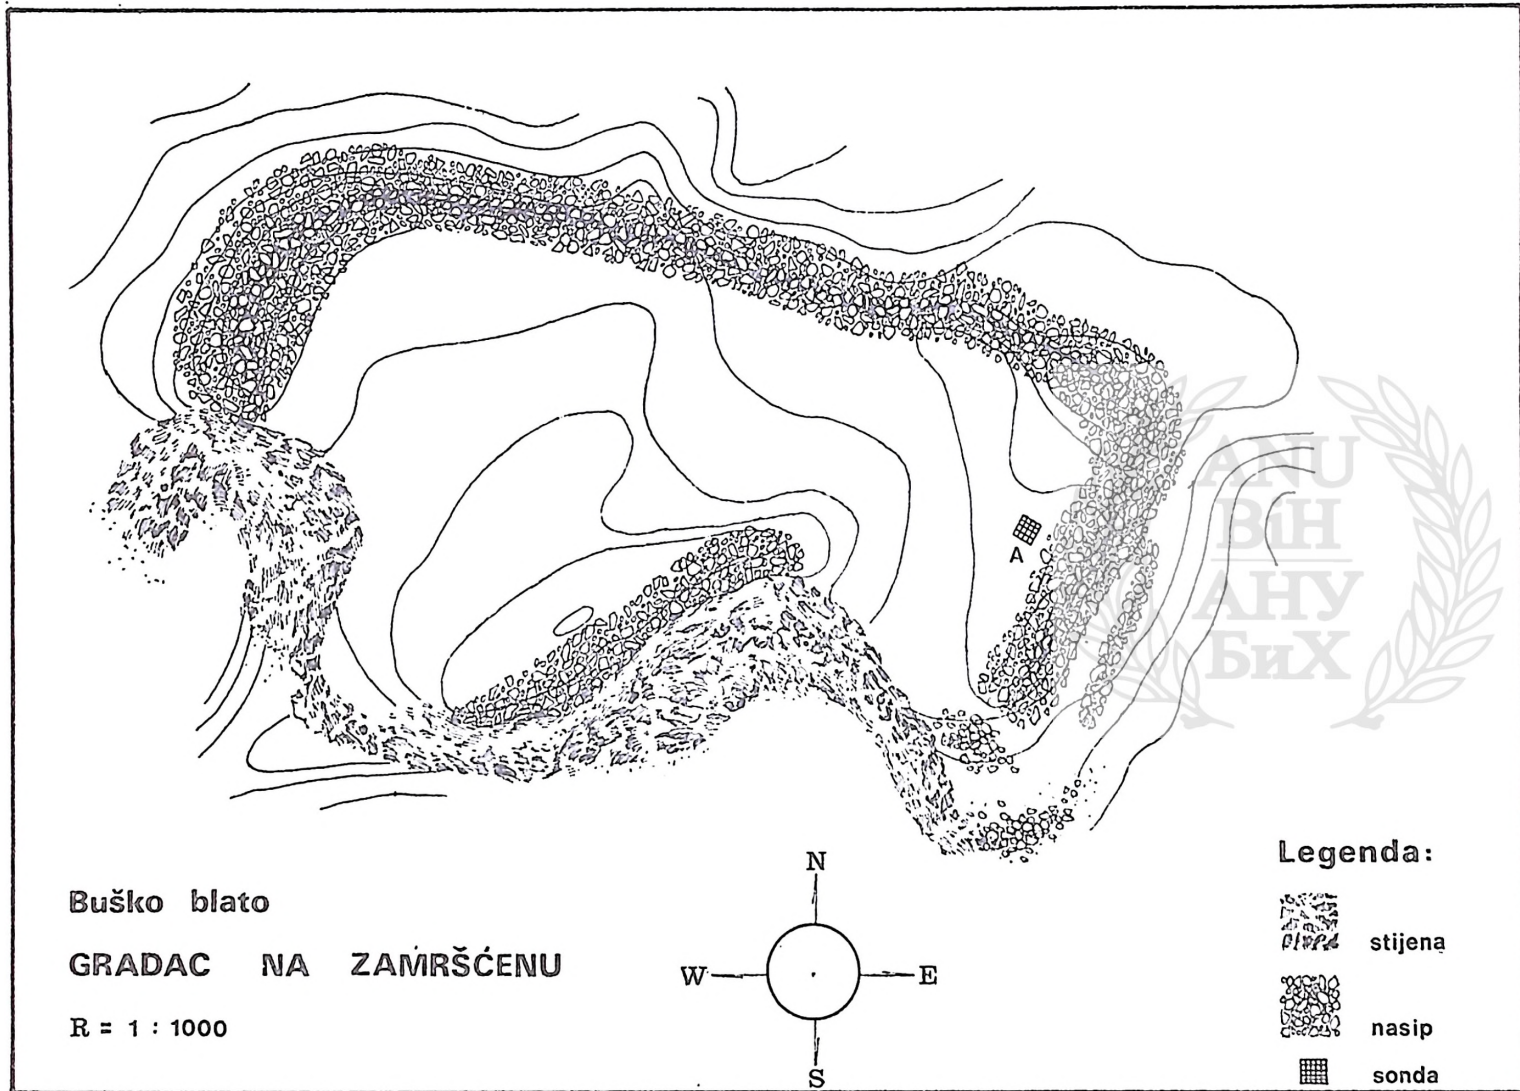 A
ANU
BiH
АНУ
БиХ
N
W E
S
Buško blato
GRADAC NA ZAMRŠĆENU
R = 1 : 1000
Legenda:
stijena
nasip
sonda